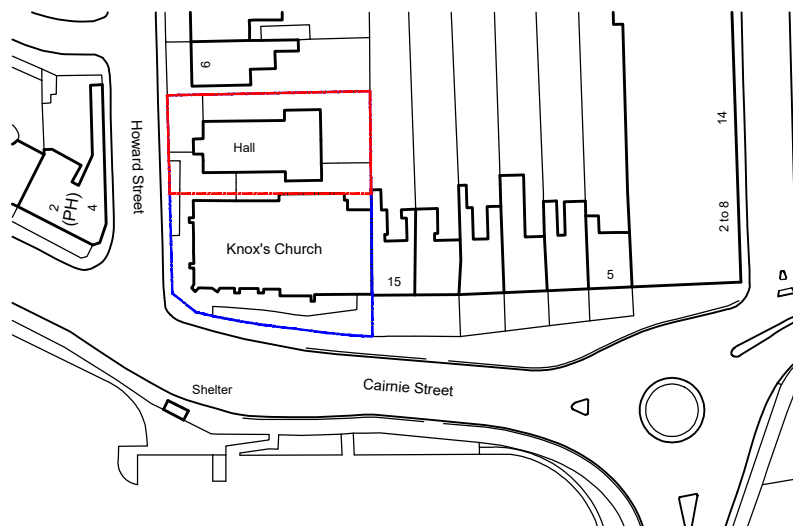 6
14
Howard Street
Hall
2
(PH)
4
2 to 8
Knox's Church
15
5
Cairnie Street
Shelter